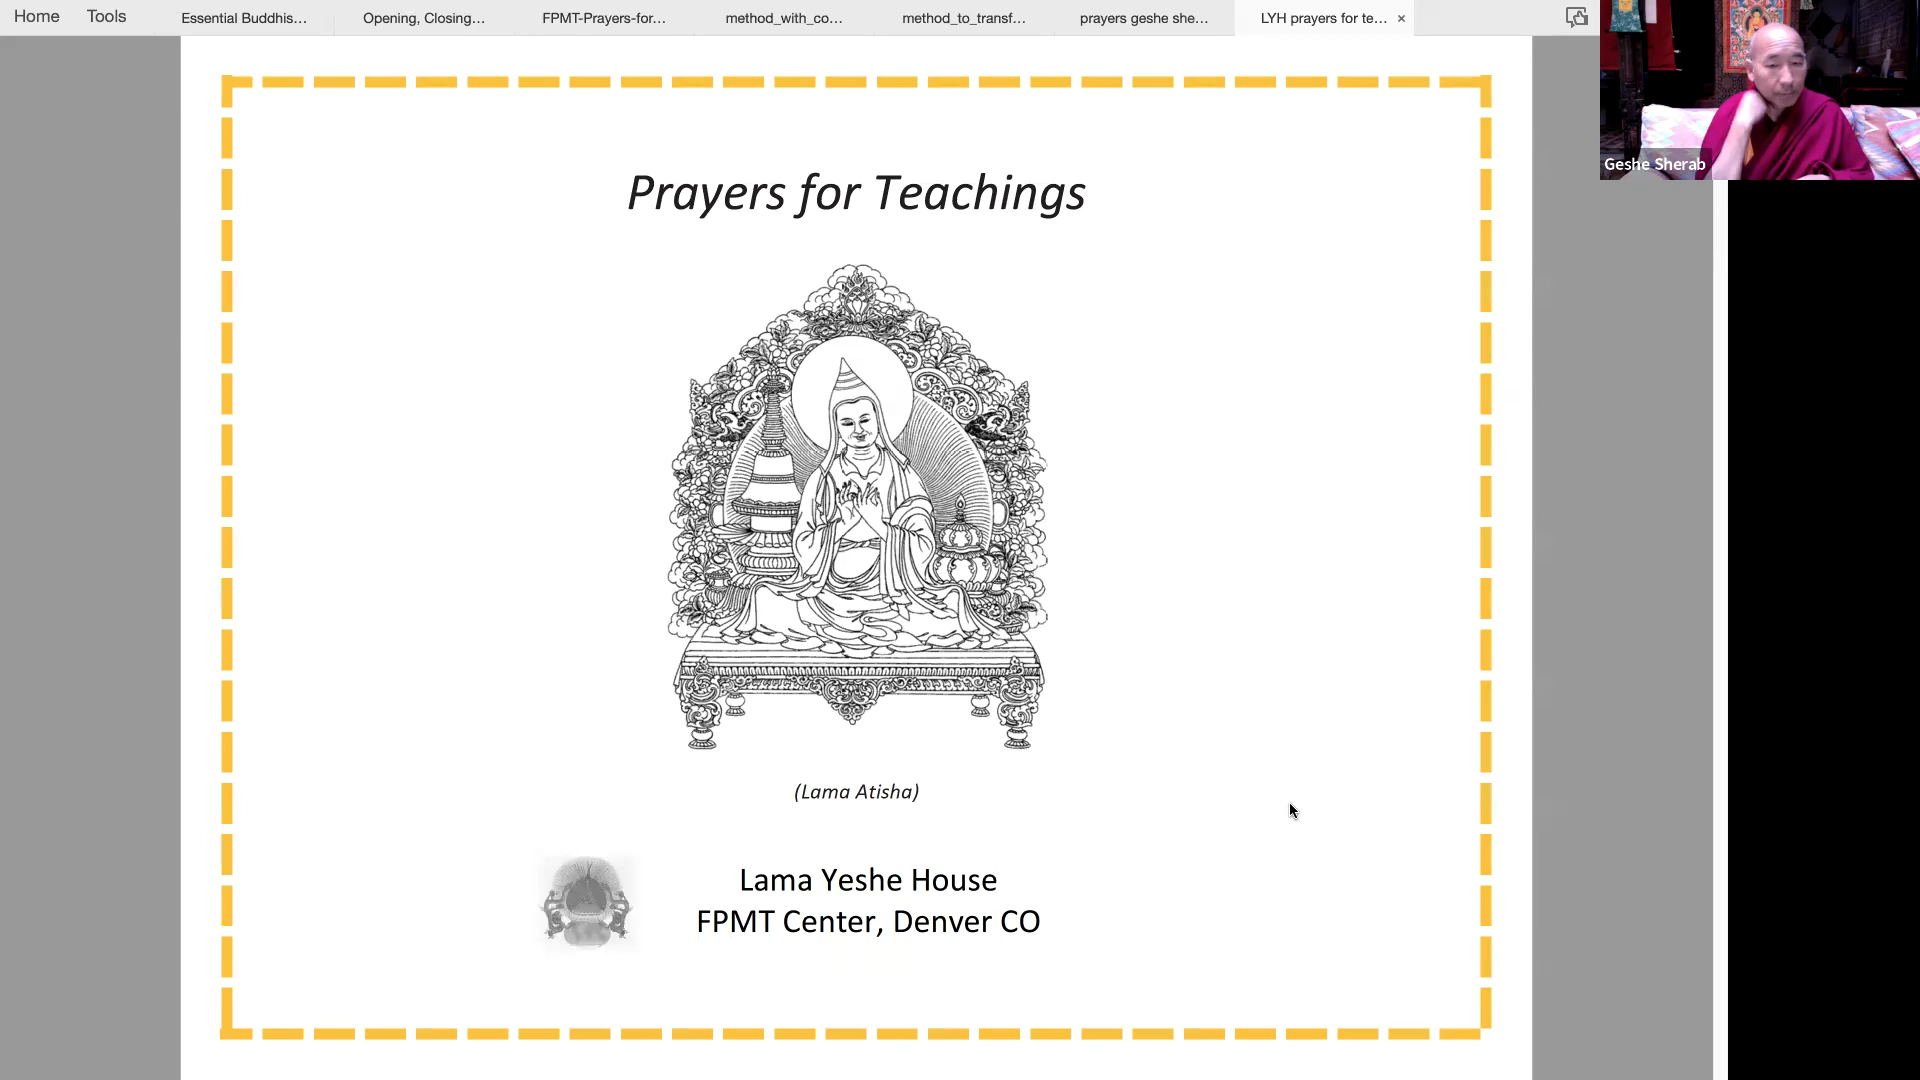 Home Tools Essential Buddhis... Opening, Closing... FPMT-Prayers-for... method_with_co... method_to_transf... prayers geshe she... LYH prayers for te... ×
Geshe Sherab
Prayers for Teachings
(Lama Atisha)
Lama Yeshe House
FPMT Center, Denver CO